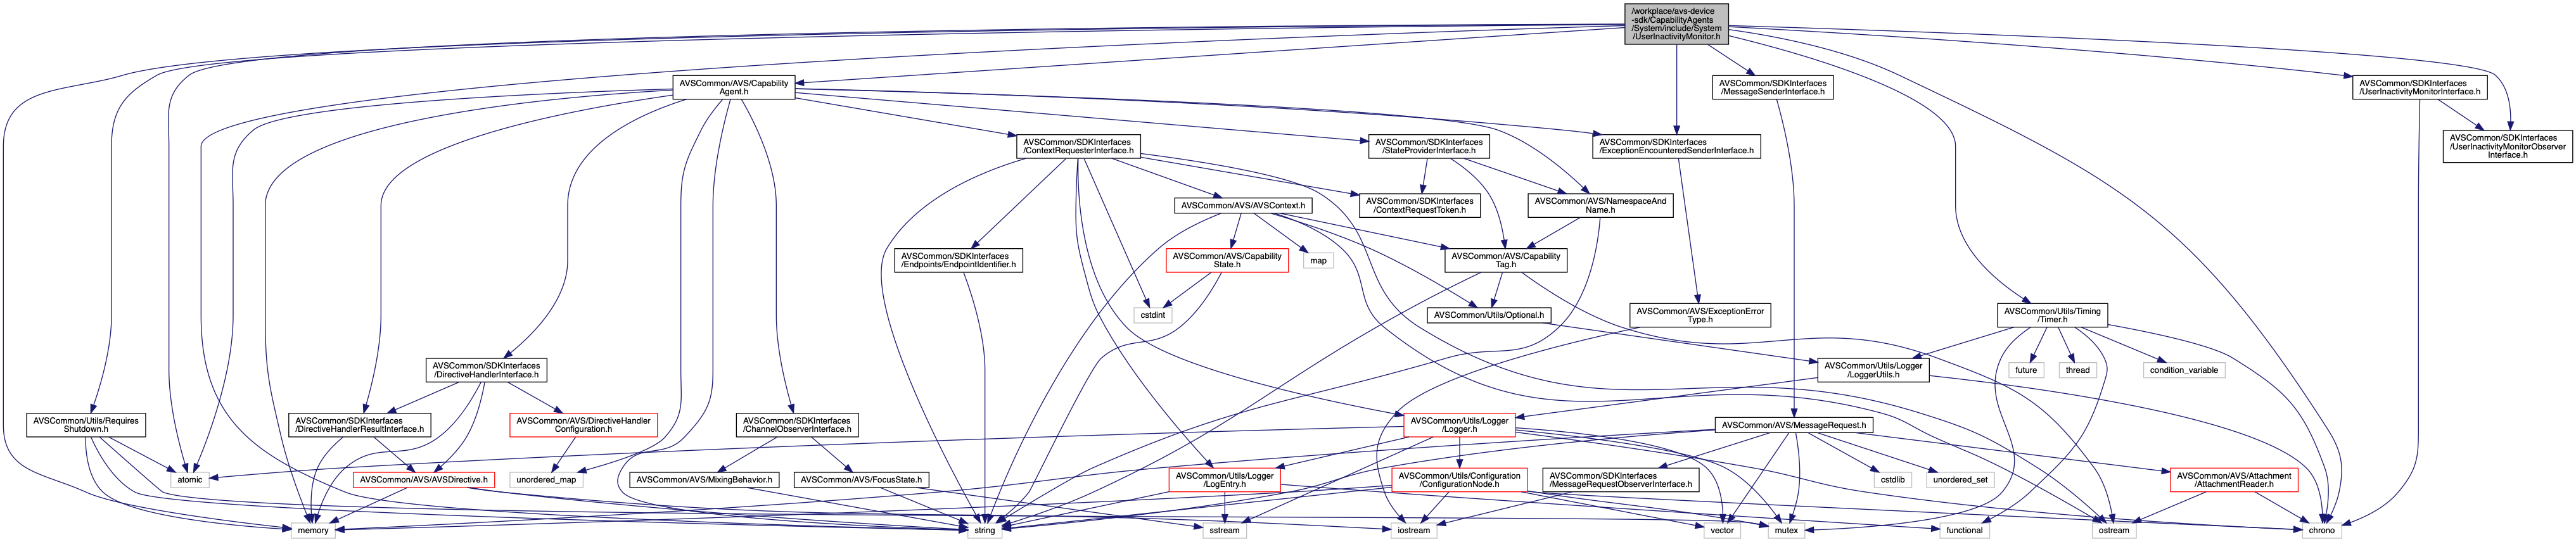 /workplace/avs-device
-sdk/CapabilityAgents
/System/include/System
/UserInactivityMonitor.h
AVSCommon/AVS/Capability
Agent.h
AVSCommon/SDKInterfaces
/MessageSenderInterface.h
AVSCommon/SDKInterfaces
/UserInactivityMonitorInterface.h
AVSCommon/SDKInterfaces
/ContextRequesterInterface.h
AVSCommon/SDKInterfaces
/StateProviderInterface.h
AVSCommon/SDKInterfaces
/ExceptionEncounteredSenderInterface.h
AVSCommon/SDKInterfaces
/UserInactivityMonitorObserver
Interface.h
AVSCommon/AVS/AVSContext.h
AVSCommon/SDKInterfaces
/ContextRequestToken.h
AVSCommon/AVS/NamespaceAnd
Name.h
AVSCommon/SDKInterfaces
/Endpoints/EndpointIdentifier.h
AVSCommon/AVS/Capability
State.h
map
AVSCommon/AVS/Capability
Tag.h
cstdint
AVSCommon/Utils/Optional.h
AVSCommon/AVS/ExceptionError
Type.h
AVSCommon/Utils/Timing
/Timer.h
AVSCommon/SDKInterfaces
/DirectiveHandlerInterface.h
AVSCommon/Utils/Logger
/LoggerUtils.h
future
thread
condition_variable
AVSCommon/Utils/Requires
Shutdown.h
AVSCommon/SDKInterfaces
/DirectiveHandlerResultInterface.h
AVSCommon/AVS/DirectiveHandler
Configuration.h
AVSCommon/SDKInterfaces
/ChannelObserverInterface.h
AVSCommon/Utils/Logger
/Logger.h
AVSCommon/AVS/MessageRequest.h
atomic
AVSCommon/AVS/AVSDirective.h
unordered_map
AVSCommon/AVS/MixingBehavior.h
AVSCommon/AVS/FocusState.h
AVSCommon/Utils/Logger
/LogEntry.h
AVSCommon/Utils/Configuration
/ConfigurationNode.h
AVSCommon/SDKInterfaces
/MessageRequestObserverInterface.h
cstdlib
unordered_set
AVSCommon/AVS/Attachment
/AttachmentReader.h
memory
string
sstream
iostream
vector
mutex
functional
ostream
chrono